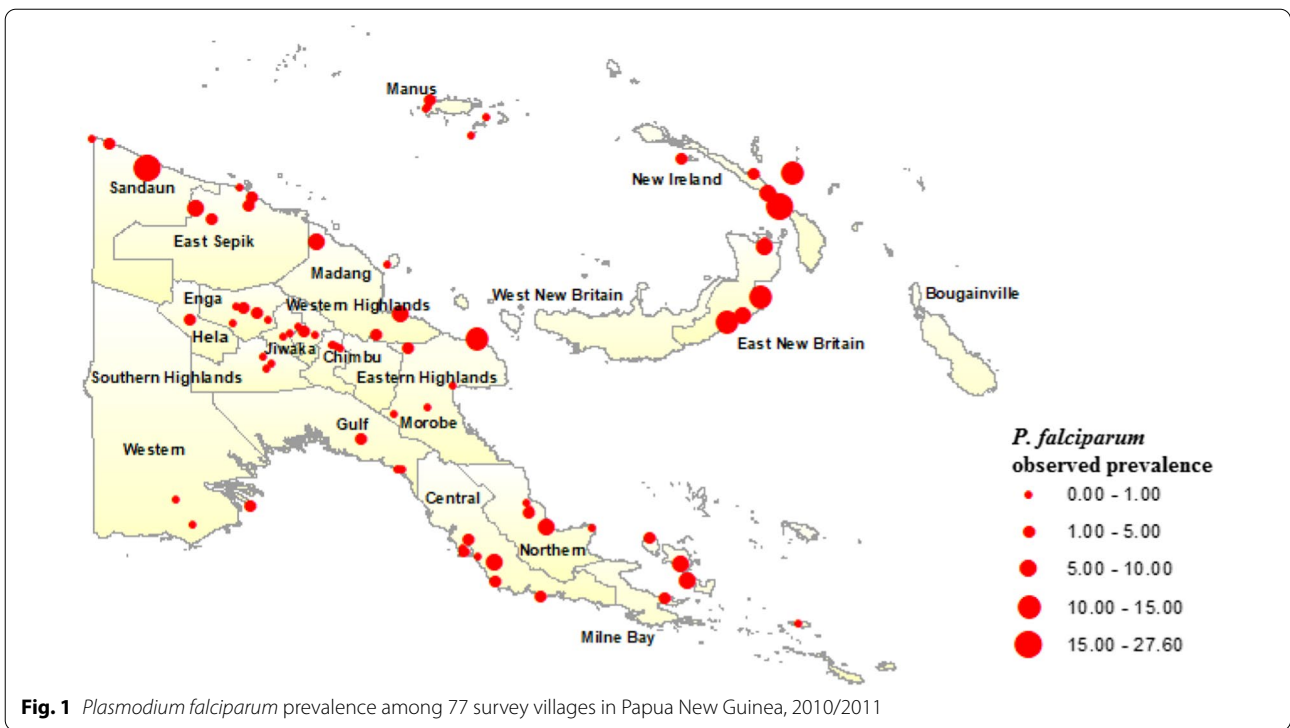 Manus
New Ireland
Sandaun
East Sepik
Madang
Enga
Western Highlands
West New Britain
Bougainville
Hela
Jiwaka
Chimbu
East New Britain
Southern Highlands
Eastern Highlands
Gulf
Morobe
Western
Central
Northern
Milne Bay
P. falciparum
observed prevalence
0.00 - 1.00
1.00 - 5.00
5.00 - 10.00
10.00 - 15.00
15.00 - 27.60
Fig. 1 Plasmodium falciparum prevalence among 77 survey villages in Papua New Guinea, 2010/2011